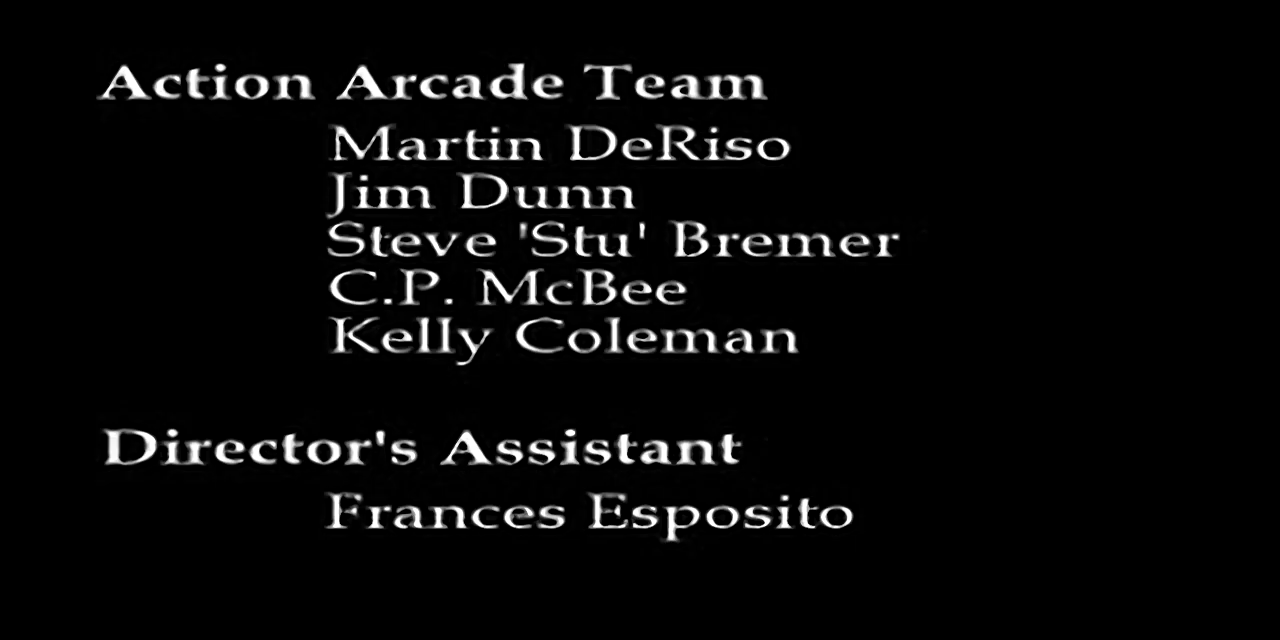 Action Arcade Team
Martin DeRiso
Jim Dunn
Steve 'Stu' Bremer
C.P. McBee
Kelly Coleman
Director's Assistant
Frances Esposito